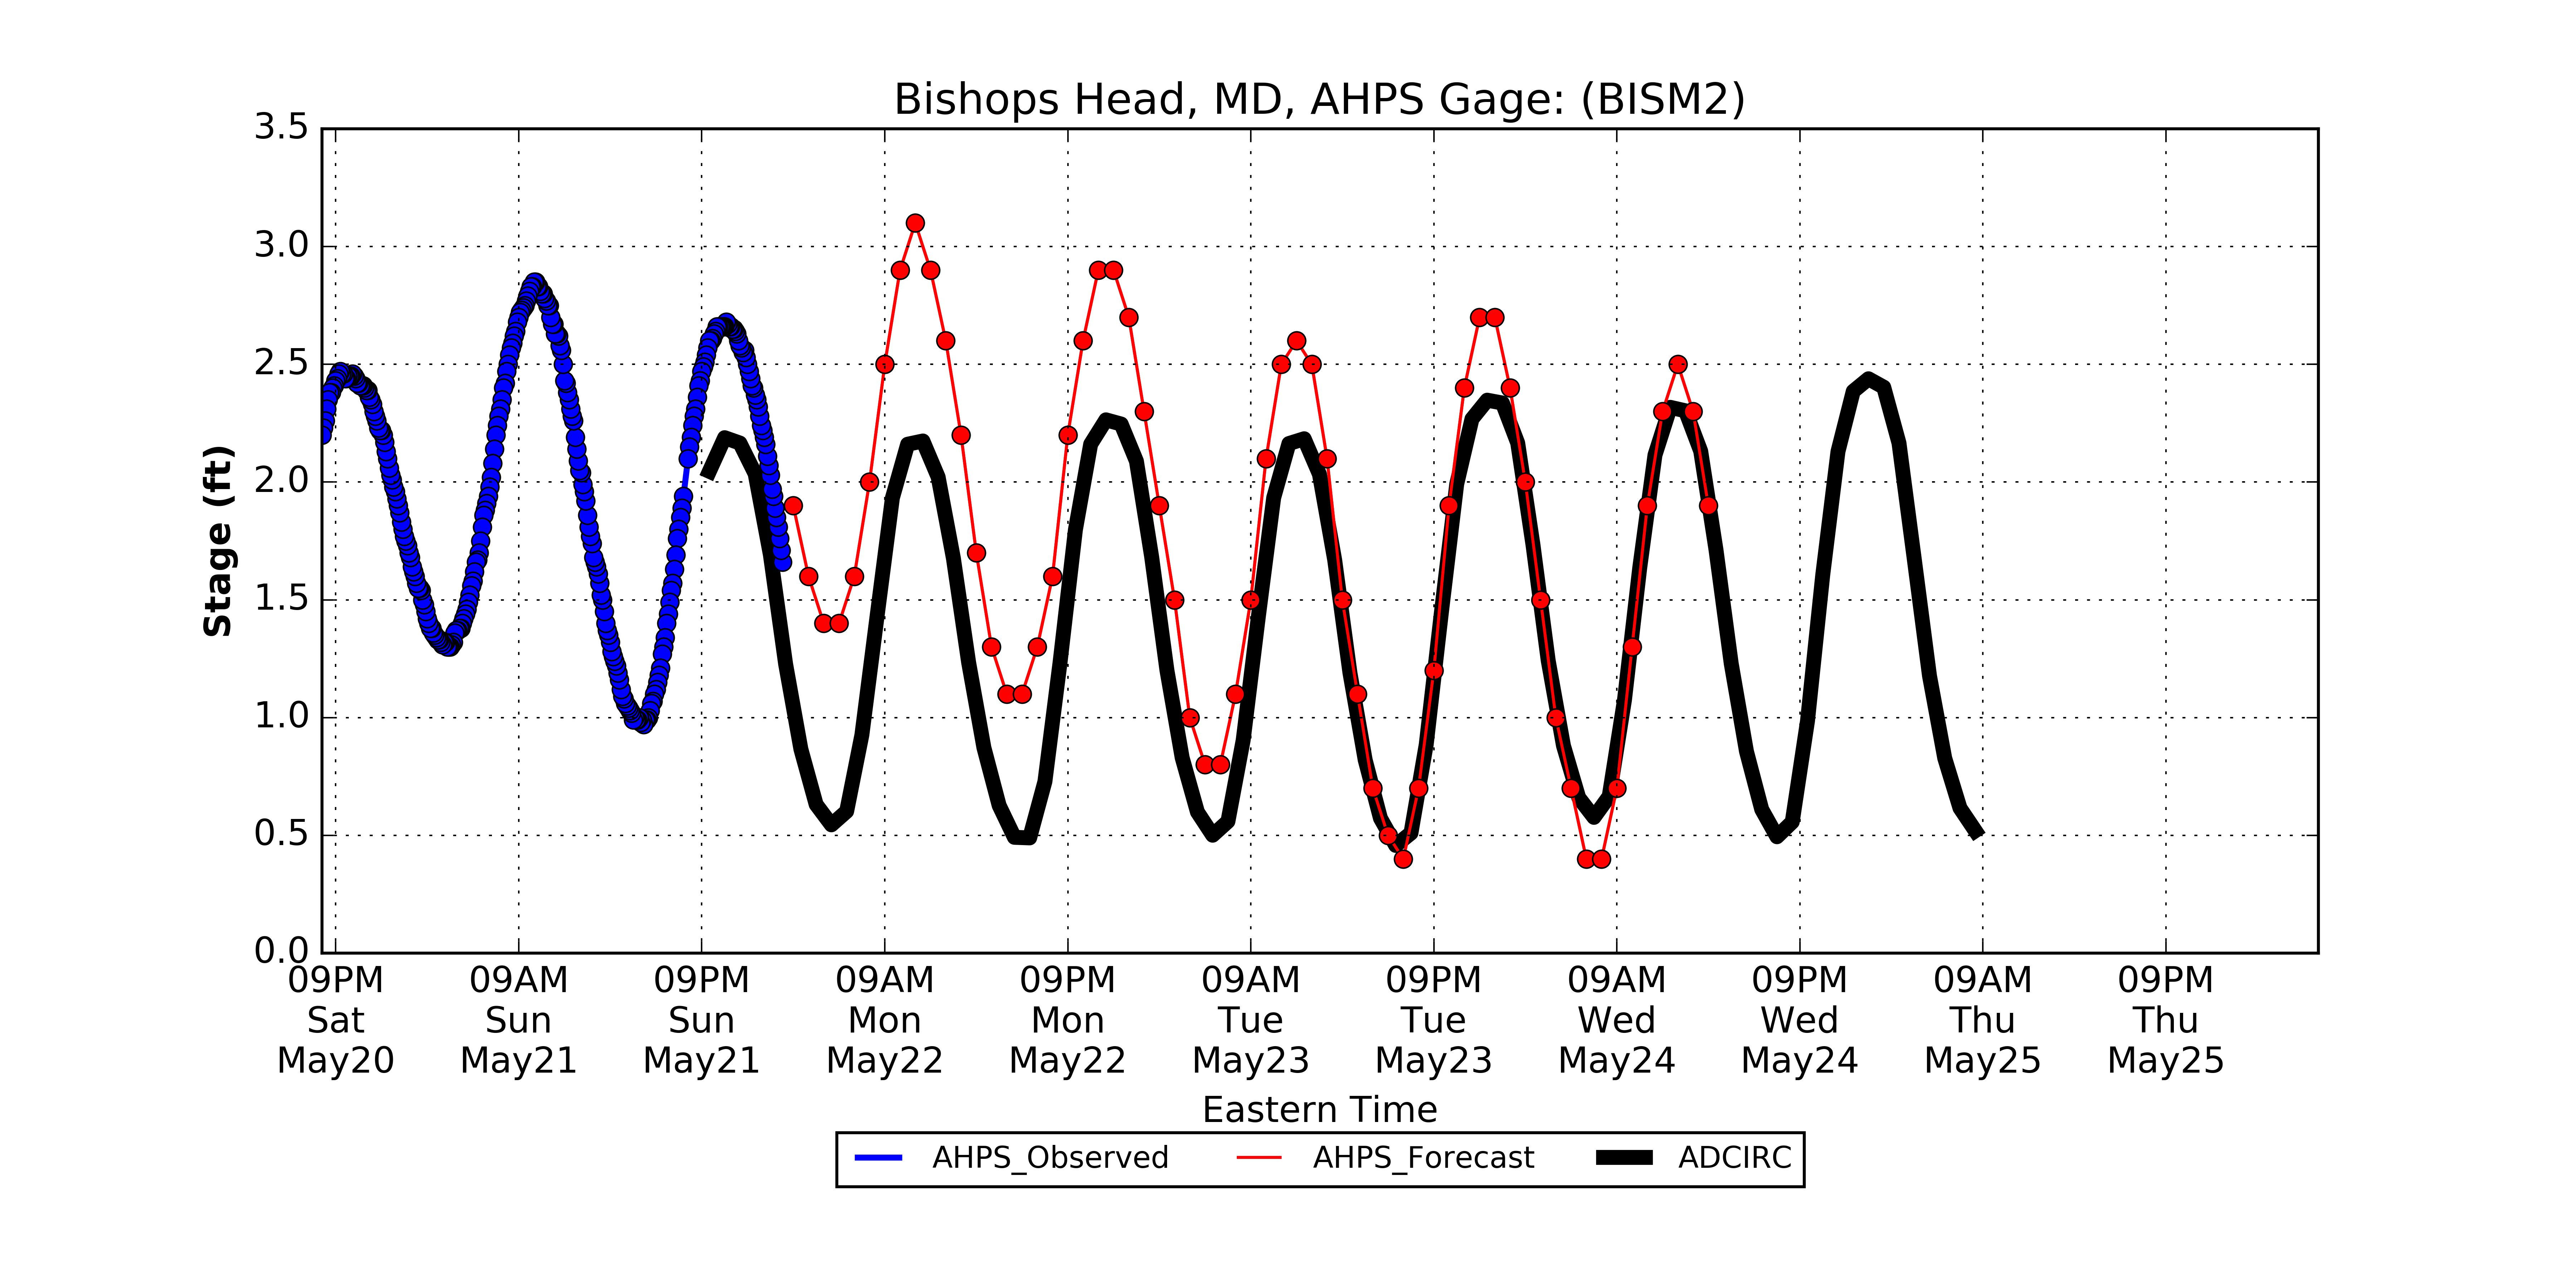 Bishops Head, MD, AHPS Gage: (BISM2)
3.5
3.0
2.5
2.0
1.5
1.0
0.5
0.0
Stage (ft)
09PM 09AM 09PM 09AM 09PM 09AM 09PM 09AM 09PM 09AM 09PM
Sat Sun Sun Mon Mon Tue Tue Wed Wed Thu Thu
May20 May21 May21 May22 May22 May23 May23 May24 May24 May25 May25
Eastern Time
AHPS_Observed AHPS_Forecast ADCIRC